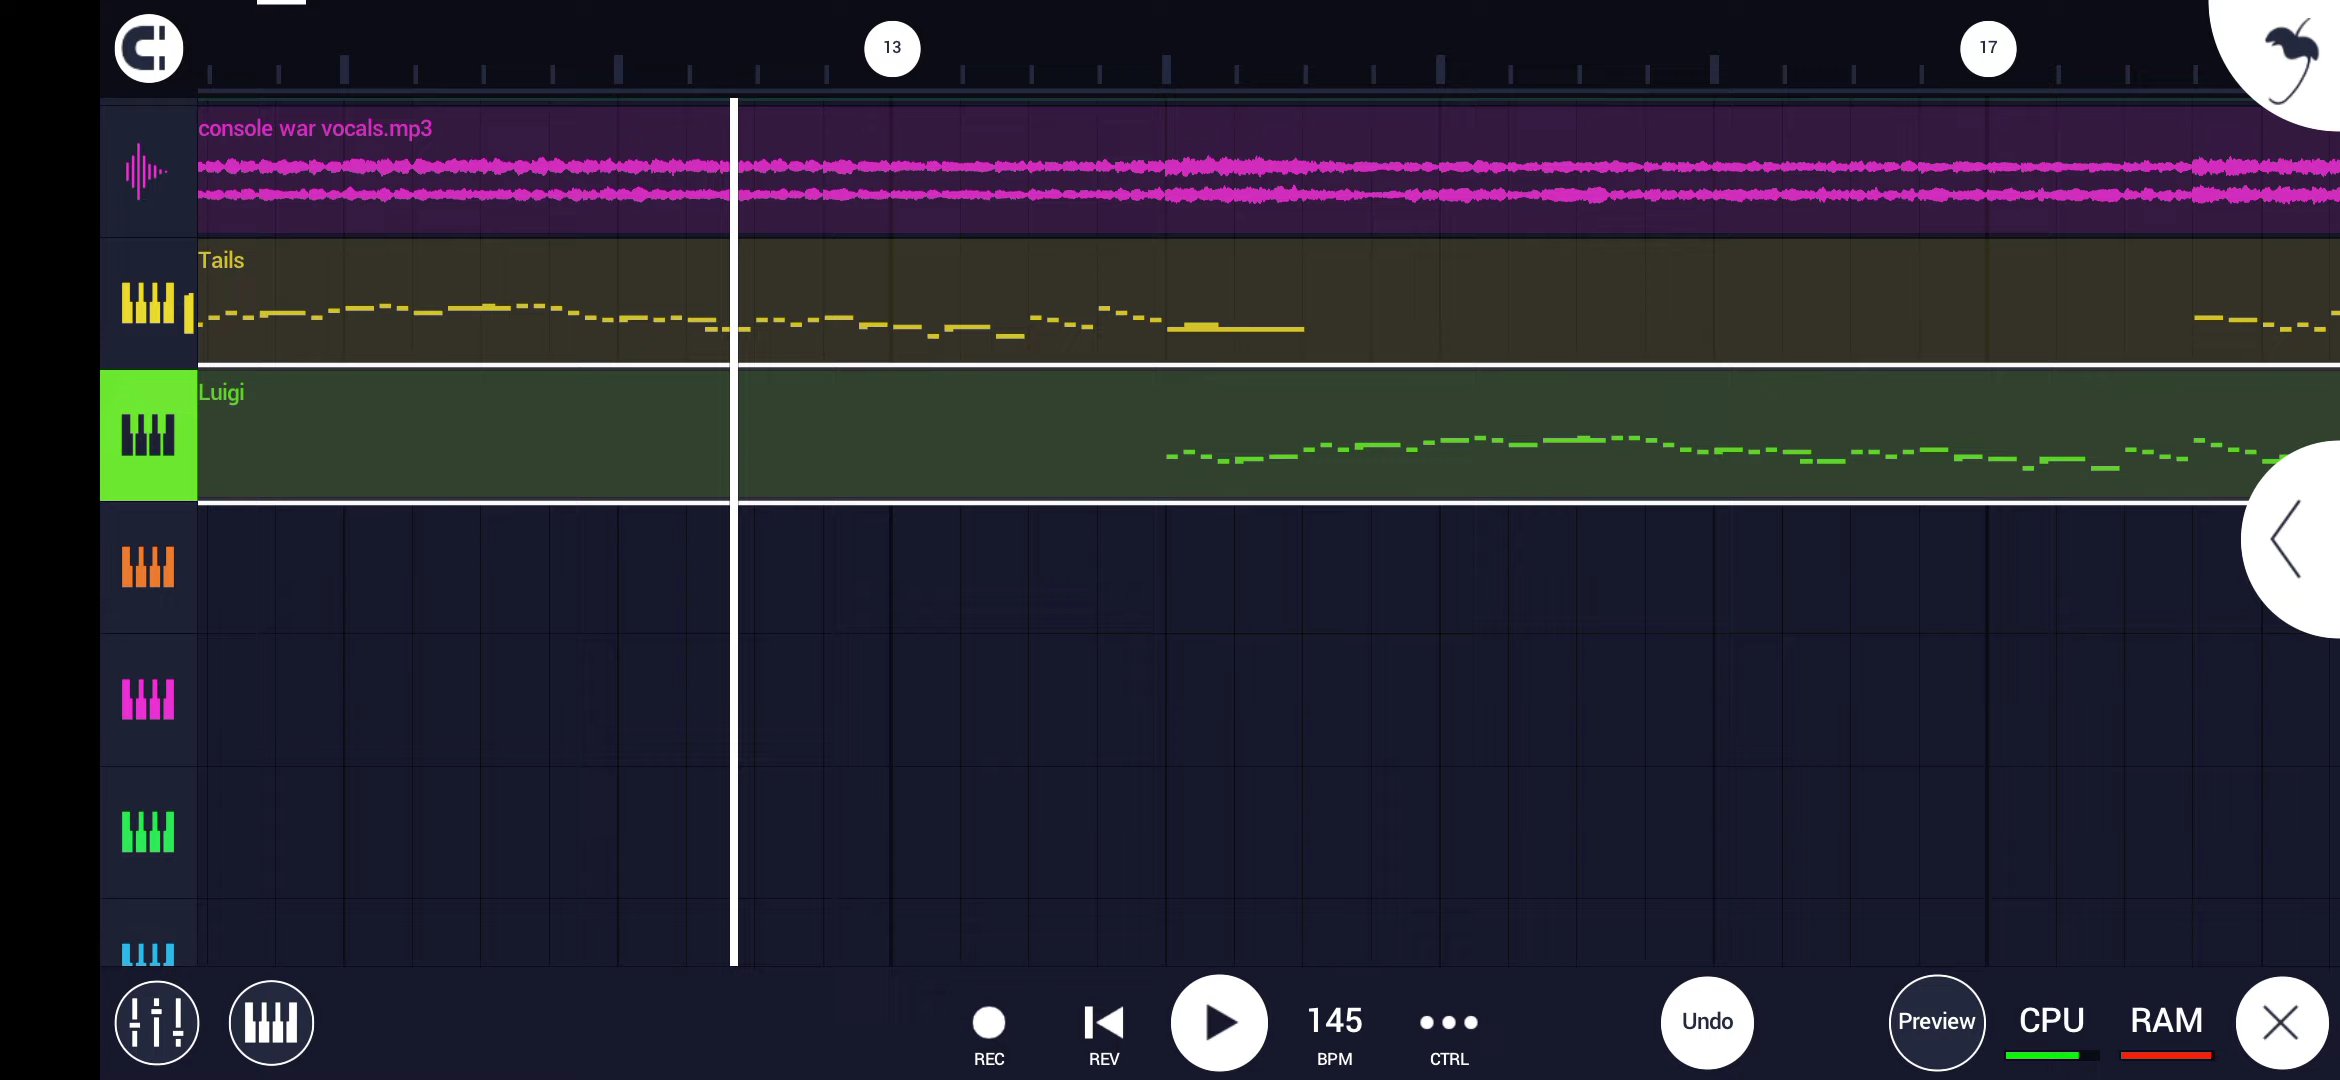 13
17
console war vocals.mp3
Tails
Luigi
145
Undo
Preview
CPU
RAM
REC
REV
BPM
CTRL